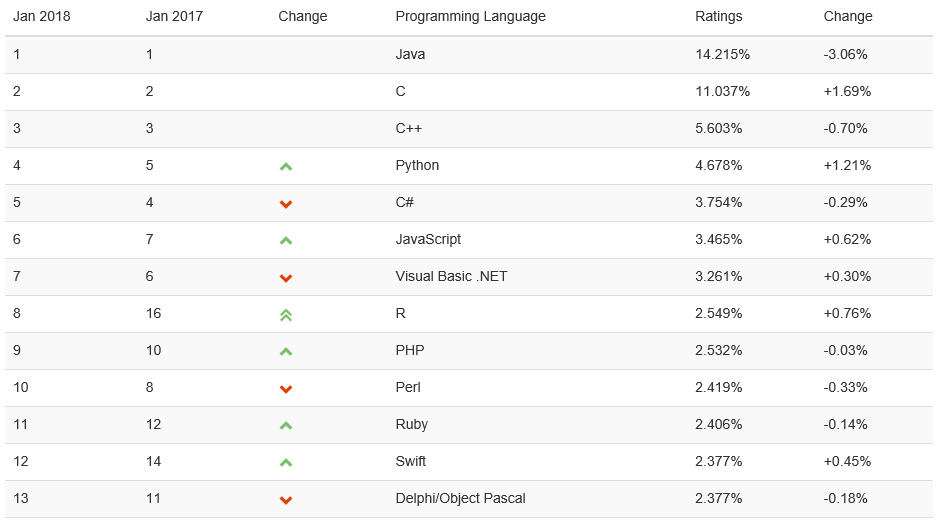 Jan 2018 Jan 2017 Change Programming Language Ratings Change
1 1 Java 14.215% -3.06%
2 2 C 11.037% +1.69%
3 3 C++ 5.603% -0.70%
4 5 Python 4.678% +1.21%
5 4 C# 3.754% -0.29%
6 7 JavaScript 3.465% +0.62%
7 6 Visual Basic .NET 3.261% +0.30%
8 16 R 2.549% +0.76%
9 10 PHP 2.532% -0.03%
10 8 Perl 2.419% -0.33%
11 12 Ruby 2.406% -0.14%
12 14 Swift 2.377% +0.45%
13 11 Delphi/Object Pascal 2.377% -0.18%